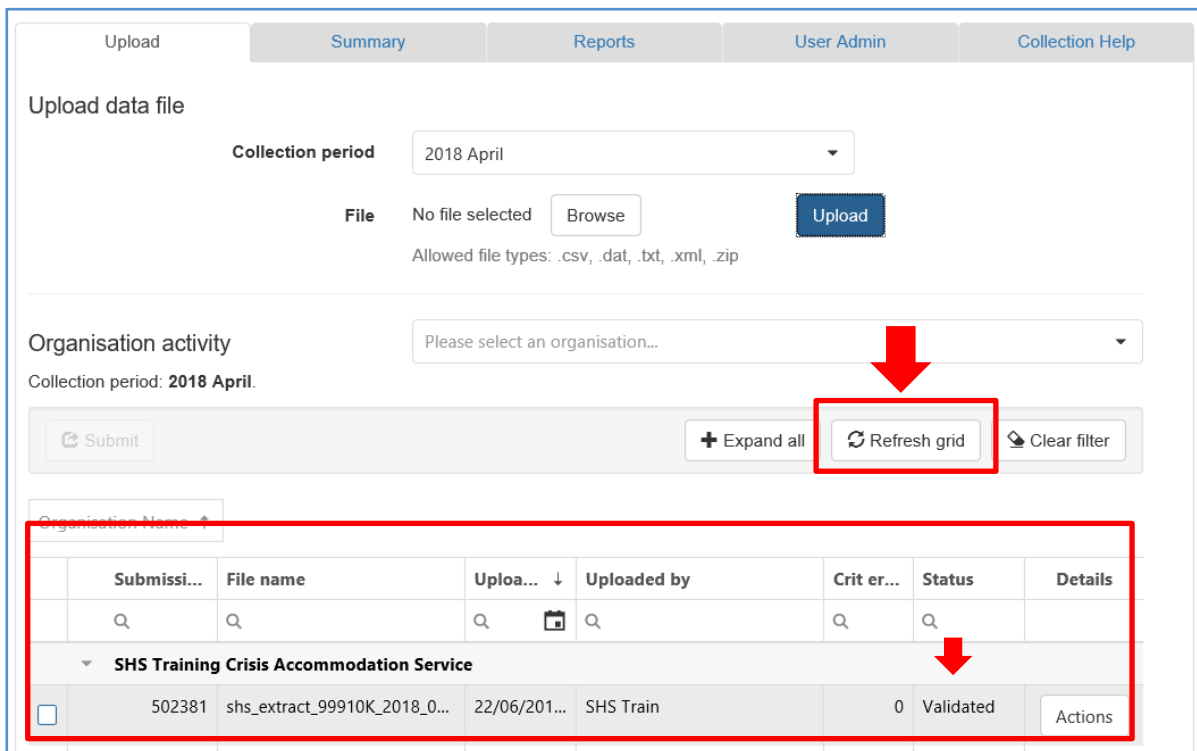 Upload Summary Reports User Admin Collection Help
Upload data file
Collection period 2018 April
File No file selected Browse Upload
Allowed file types: .csv, .dat, .txt, .xml, .zip
Organisation activity Please select an organisation...
Collection period: 2018 April.
Submit Expand all Refresh grid Clear filter
Organisation Name
Submissi... File name Uploa... Uploaded by Crit er... Status Details
SHS Training Crisis Accommodation Service
502381 shs_extract_99910K_2018_0... 22/06/201... SHS Train 0 Validated Actions